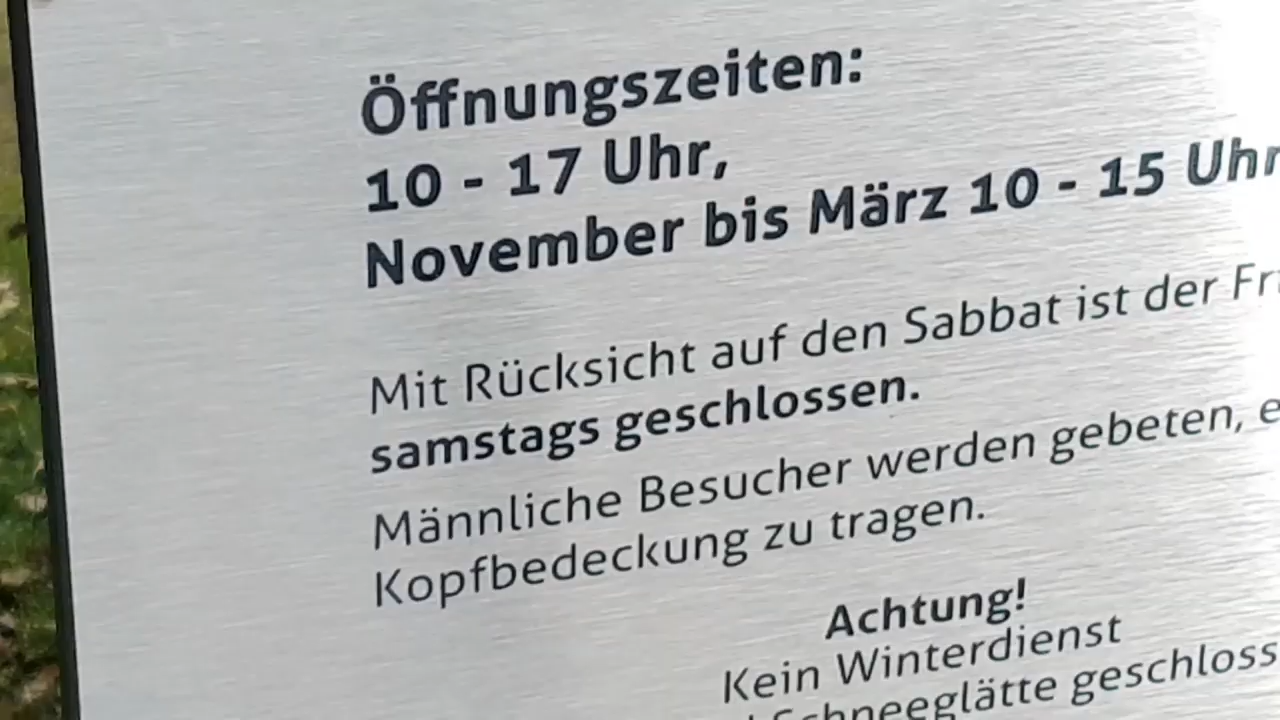 Öffnungszeiten:
10 - 17 Uhr,
November bis März 10 - 15 Uhr
Mit Rücksicht auf den Sabbat ist der
samstags geschlossen.
Männliche Besucher werden gebeten,
Kopfbedeckung zu tragen.
Achtung!
Kein Winterdienst
Schneeglätte